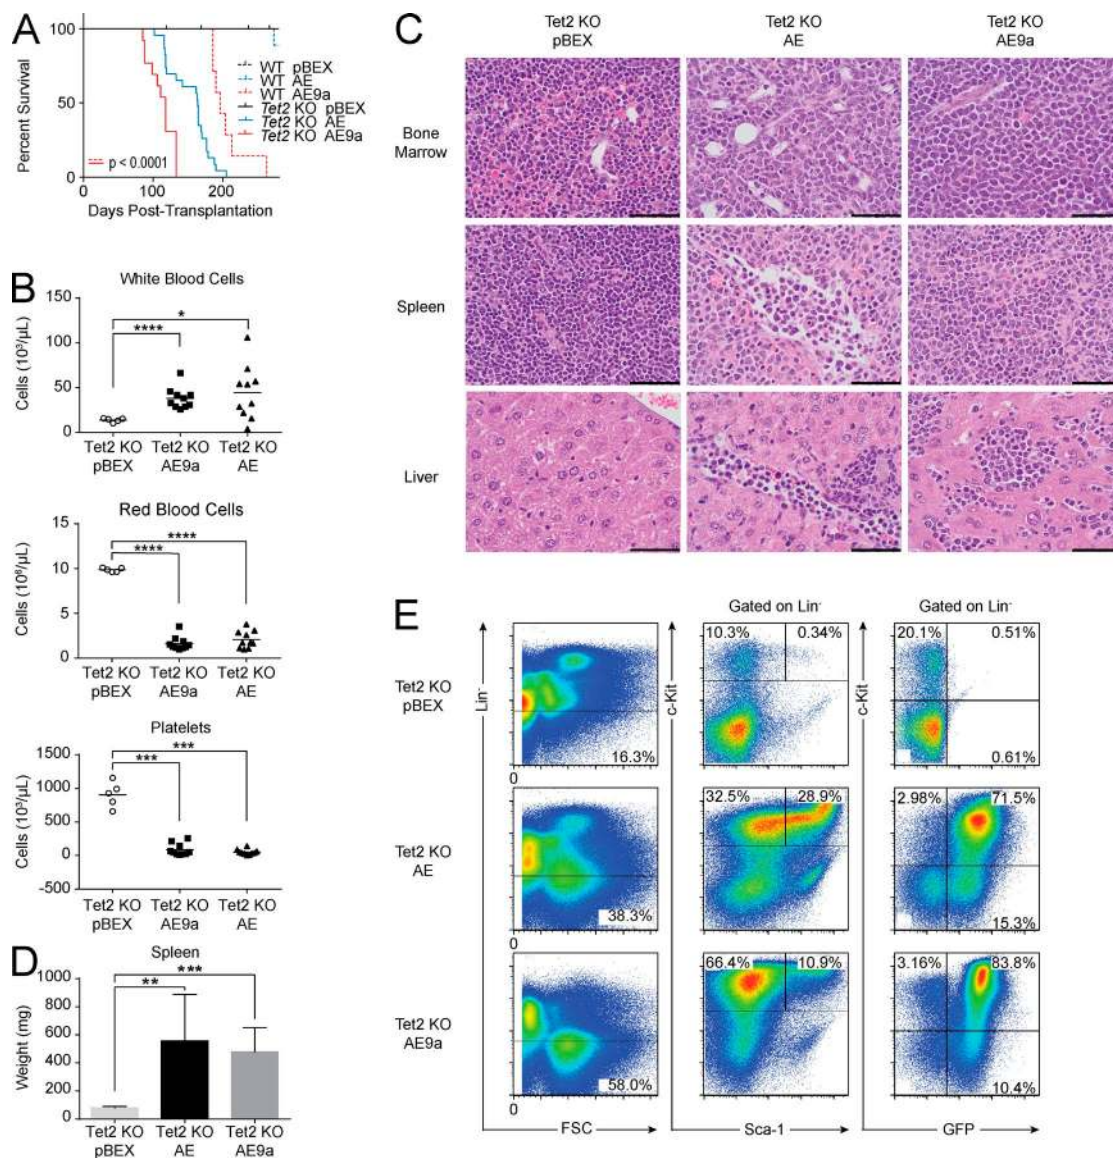 A
Percent Survival
100
50
0
0
100
200
Days Post-Transplantation
WT pBEX
WT AE
WT AE9a
Tet2 KO pBEX
Tet2 KO AE
Tet2 KO AE9a
p < 0.0001
B
White Blood Cells
Cells (10³/µL)
150
100
50
0
*
****
Tet2 KO pBEX
Tet2 KO AE9a
Tet2 KO AE
Red Blood Cells
Cells (10⁶/µL)
15
10
5
0
****
****
Tet2 KO pBEX
Tet2 KO AE9a
Tet2 KO AE
Platelets
Cells (10³/µL)
1500
1000
500
0
-500
***
***
Tet2 KO pBEX
Tet2 KO AE9a
Tet2 KO AE
C
Tet2 KO pBEX
Tet2 KO AE
Tet2 KO AE9a
Bone Marrow
Spleen
Liver
D
Spleen
Weight (mg)
1000
800
600
400
200
0
***
**
Tet2 KO pBEX
Tet2 KO AE
Tet2 KO AE9a
E
Gated on Lin⁻
Gated on Lin⁻
Tet2 KO pBEX
Lin⁻
16.3%
0
c-Kit
10.3%
0.34%
c-Kit
20.1%
0.51%
0.61%
Tet2 KO AE
38.3%
0
32.5%
28.9%
2.98%
71.5%
15.3%
Tet2 KO AE9a
58.0%
0
66.4%
10.9%
3.16%
83.8%
10.4%
FSC
Sca-1
GFP